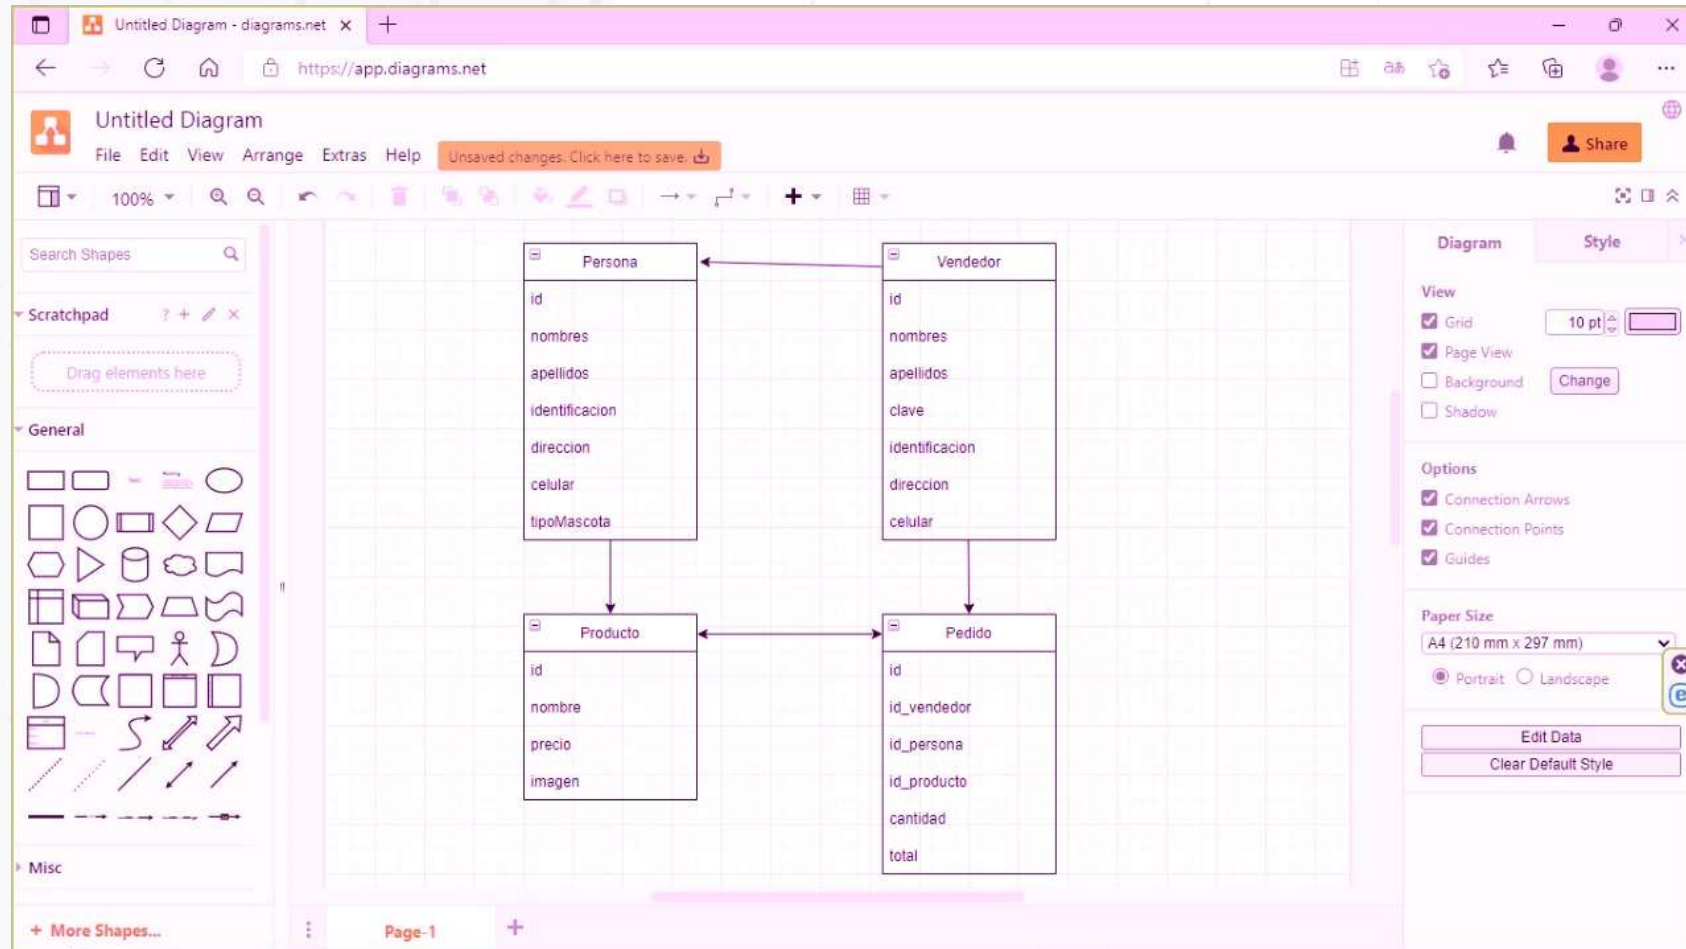 Untitled Diagram - diagrams.net
https://app.diagrams.net
aあ
Untitled Diagram
File Edit View Arrange Extras Help Unsaved changes. Click here to save.
Share
100%
Search Shapes
Scratchpad
Drag elements here
General
Misc
+ More Shapes...
Persona
id
nombres
apellidos
identificacion
direccion
celular
tipoMascota
Vendedor
id
nombres
apellidos
clave
identificacion
direccion
celular
Producto
id
nombre
precio
imagen
Pedido
id
id_vendedor
id_persona
id_producto
cantidad
total
Page-1
Diagram Style
View
Grid 10 pt
Page View
Background Change
Shadow
Options
Connection Arrows
Connection Points
Guides
Paper Size
A4 (210 mm x 297 mm)
Portrait Landscape
Edit Data
Clear Default Style